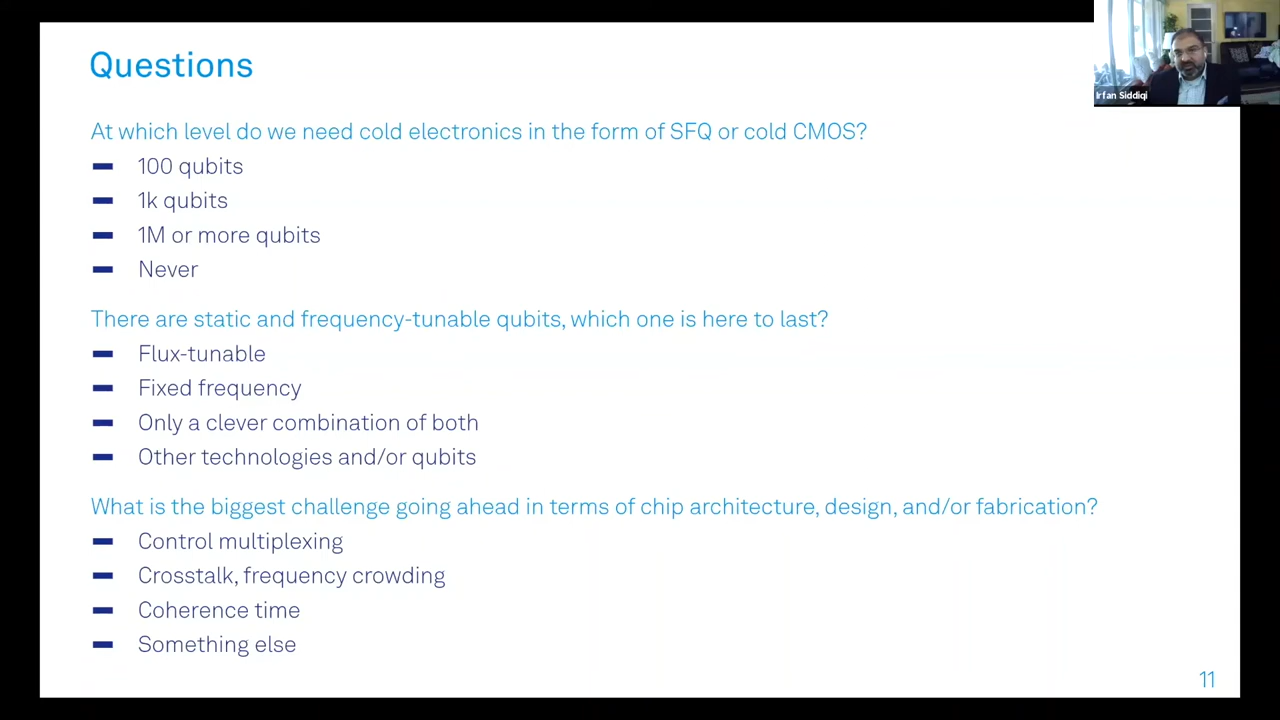 Questions
Irfan Siddiqi
At which level do we need cold electronics in the form of SFQ or cold CMOS?
100 qubits
1k qubits
1M or more qubits
Never
There are static and frequency-tunable qubits, which one is here to last?
Flux-tunable
Fixed frequency
Only a clever combination of both
Other technologies and/or qubits
What is the biggest challenge going ahead in terms of chip architecture, design, and/or fabrication?
Control multiplexing
Crosstalk, frequency crowding
Coherence time
Something else
11